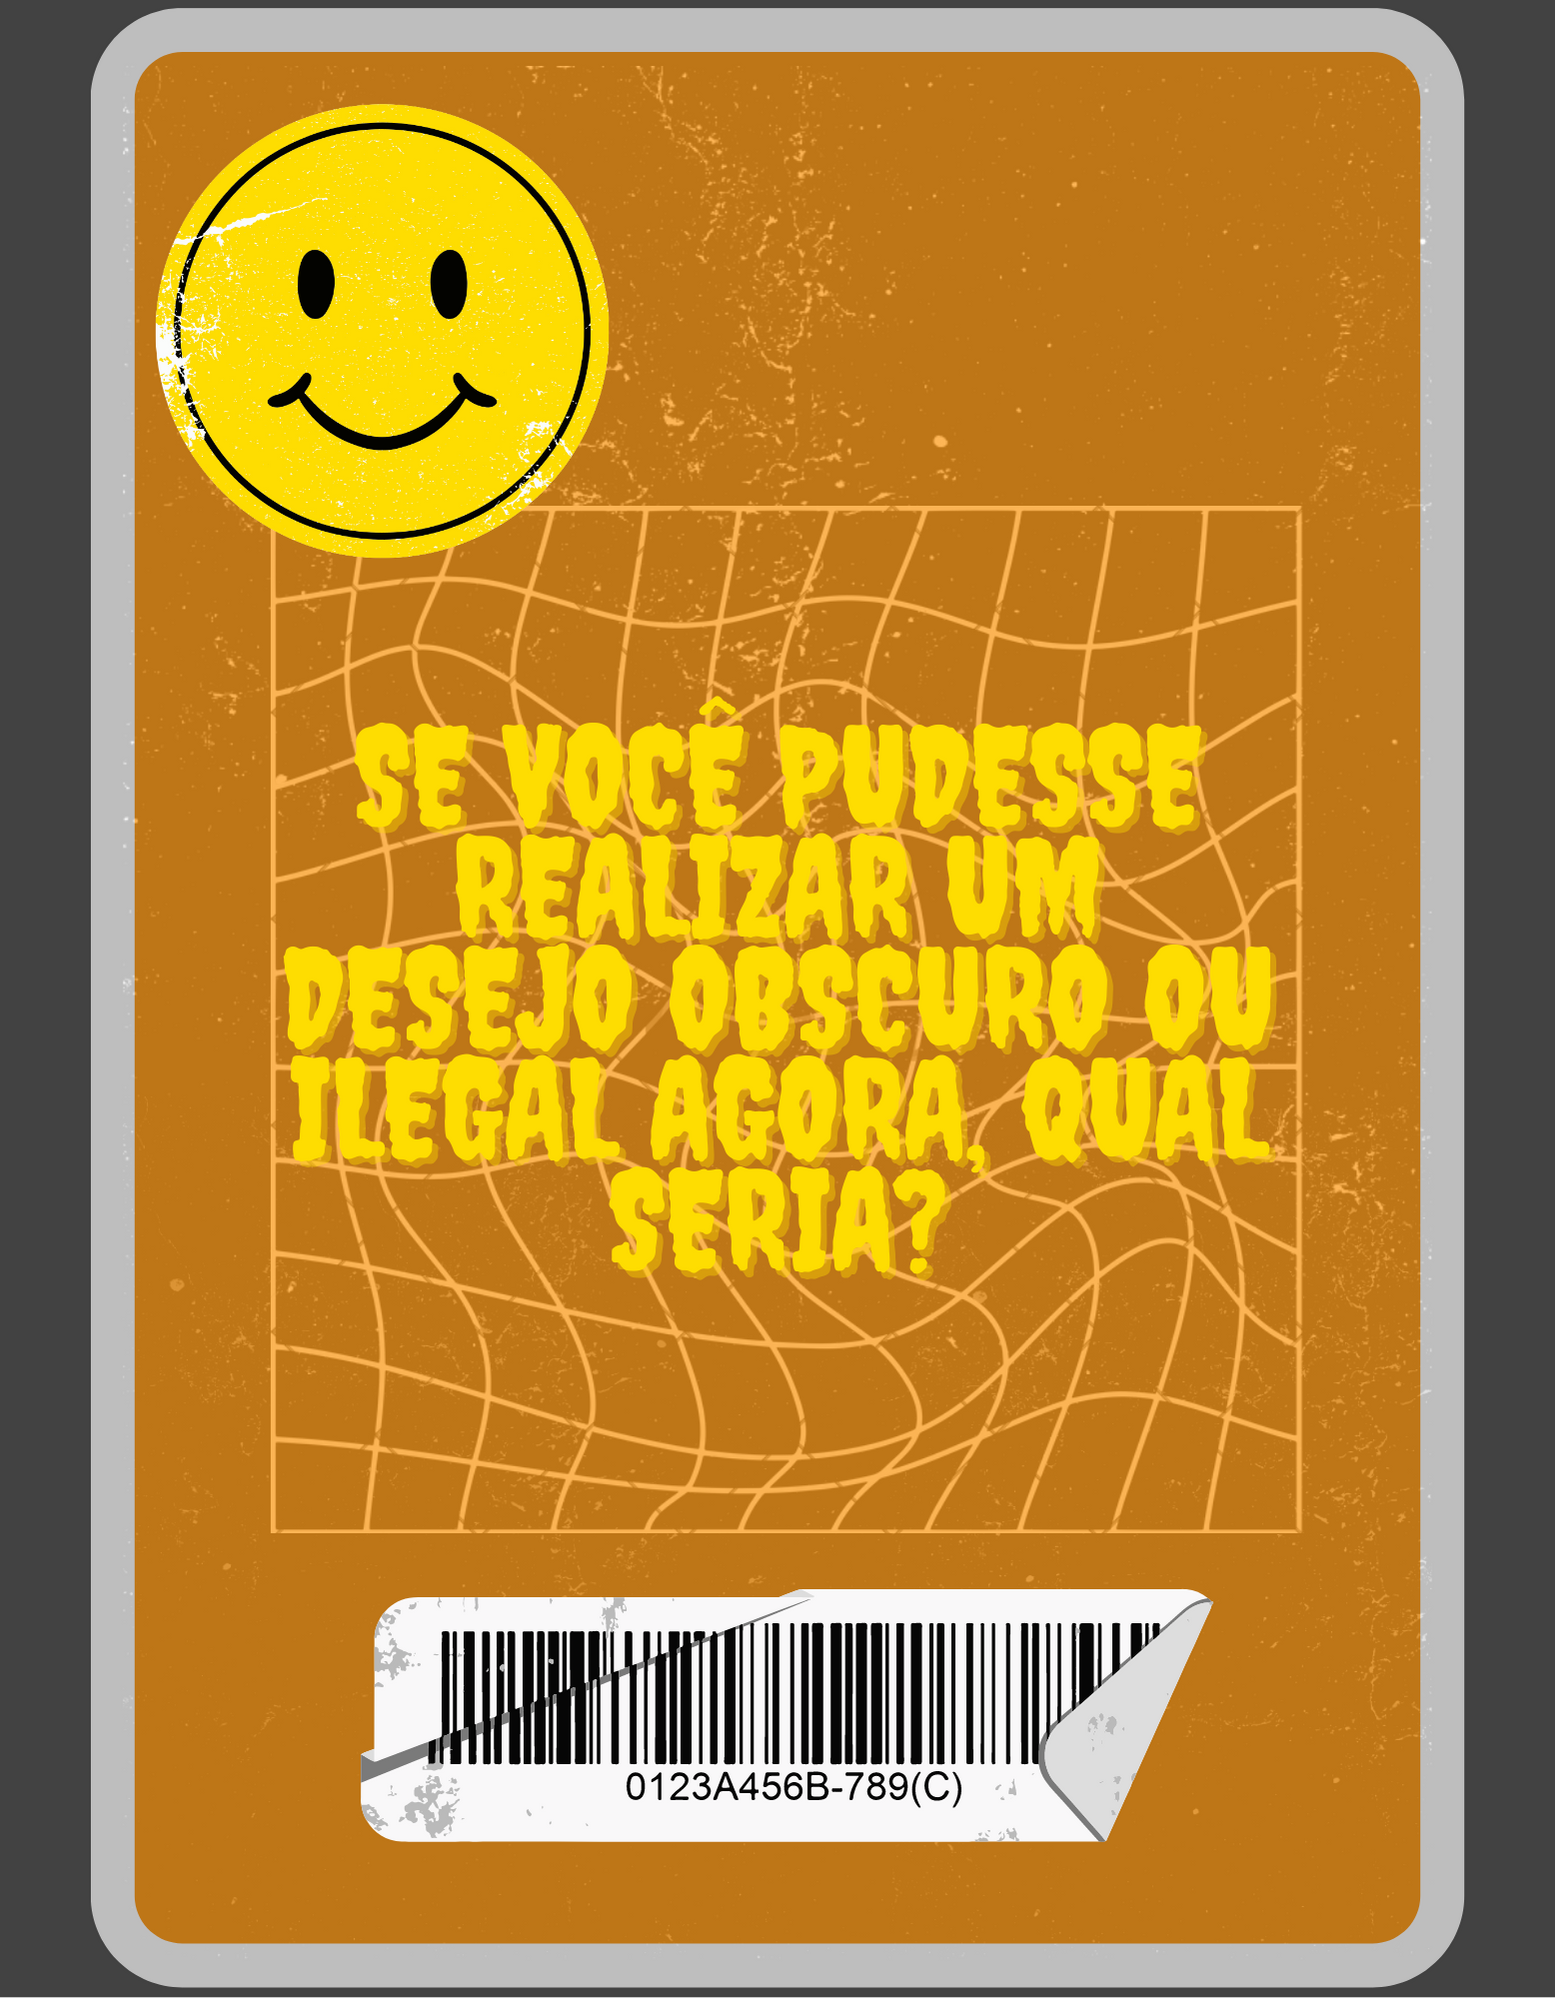 SE VOCÊ PUDESSE
REALIZAR UM
DESEJO OBSCURO OU
ILEGAL AGORA, QUAL
SERIA?
0123A456B-789(C)